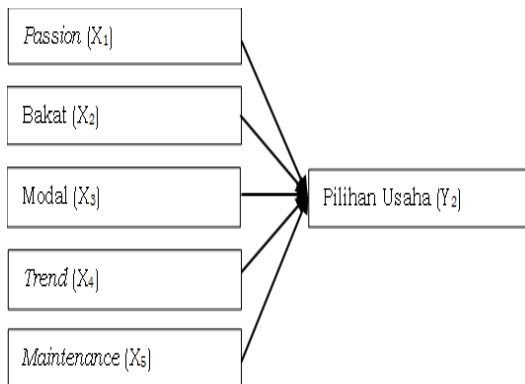 Passion (X₁)
Bakat (X₂)
Modal (X₃)
Pilihan Usaha (Y₂)
Trend (X₄)
Maintenance (X₅)